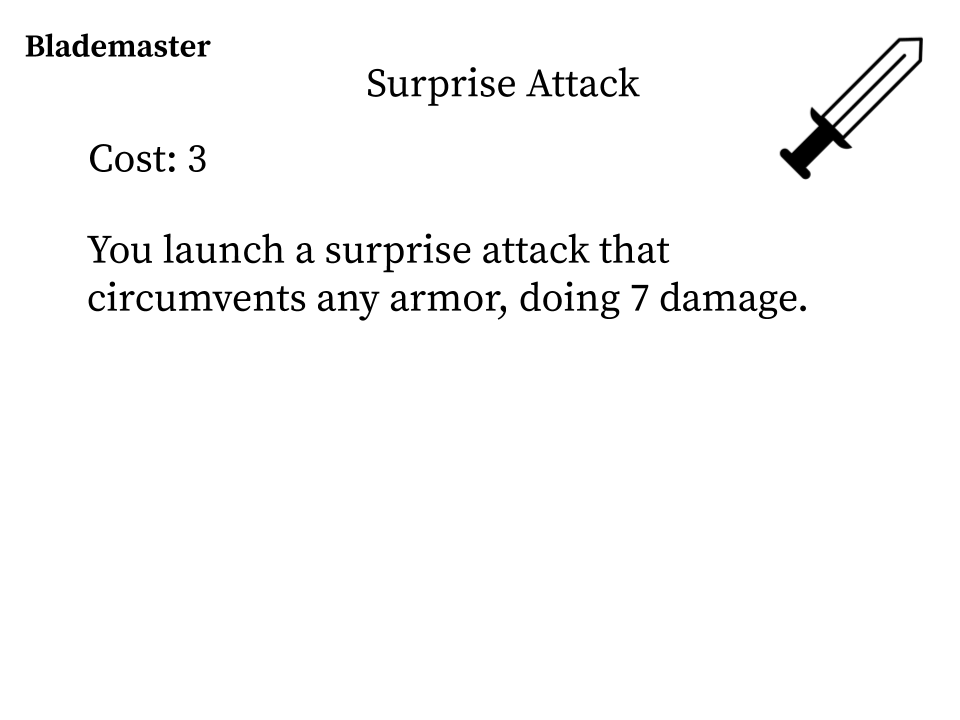 Blademaster
Surprise Attack
Cost: 3
You launch a surprise attack that
circumvents any armor, doing 7 damage.